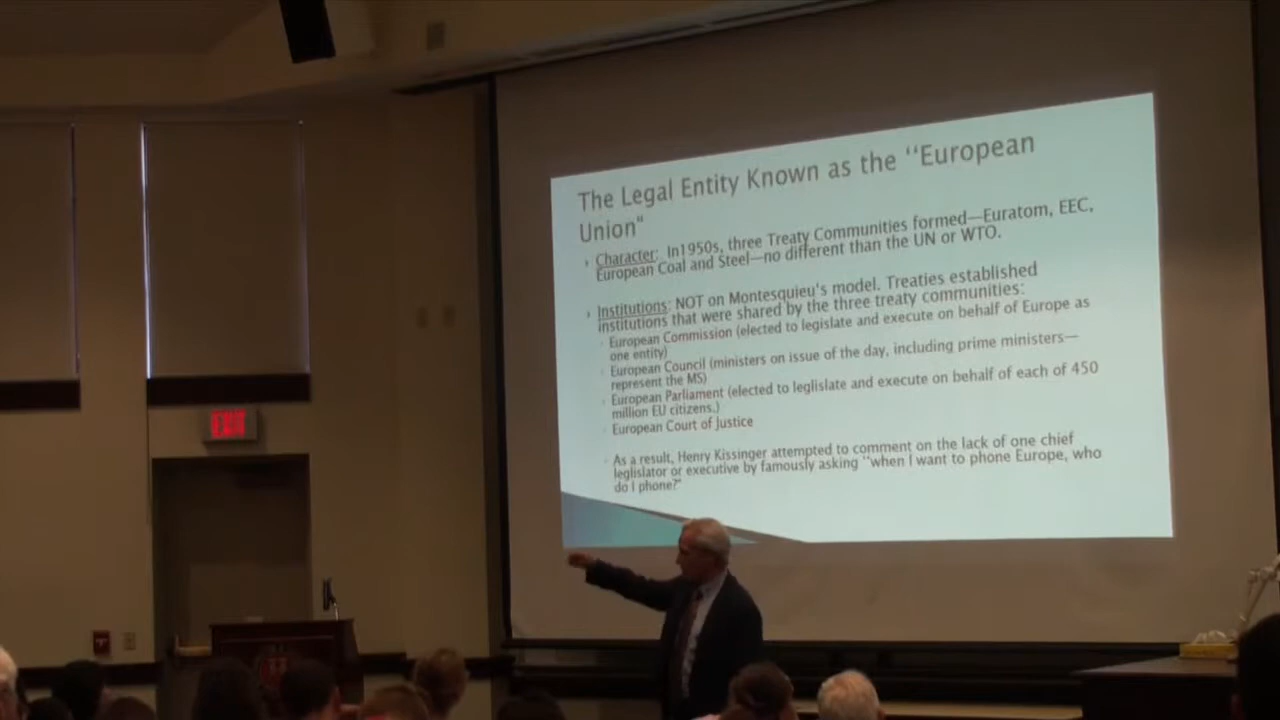 The Legal Entity Known as the ‘‘European
Union"
Character: In1950s, three Treaty Communities formed—Euratom, EEC,
European Coal and Steel—no different than the UN or WTO.
Institutions: NOT on Montesquieu's model. Treaties established
institutions that were shared by the three treaty communities:
European Commission (elected to legislate and execute on behalf of Europe as
one entity)
European Council (ministers on issue of the day, including prime ministers—
represent the MS)
European Parliament (elected to leglislate and execute on behalf of each of 450
million EU citizens.)
European Court of Justice
As a result, Henry Kissinger attempted to comment on the lack of one chief
leglislator or executive by famously asking ‘‘when I want to phone Europe, who
do I phone?"
EXIT